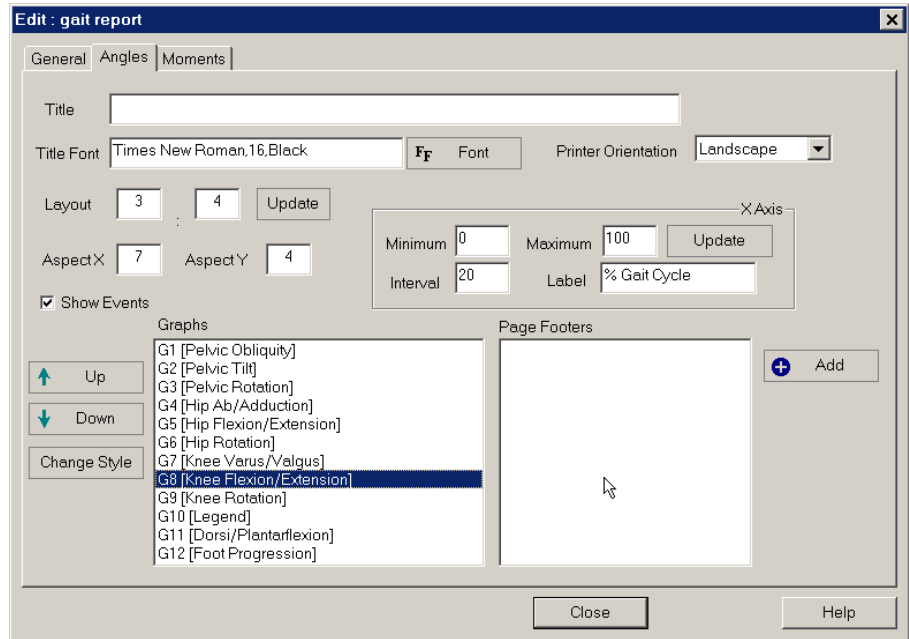 Edit : gait report
General Angles Moments
Title
Title Font Times New Roman,16,Black FF Font Printer Orientation Landscape
Layout 3 : 4 Update
X Axis
Minimum 0 Maximum 100 Update
Aspect X 7 Aspect Y 4
Interval 20 Label % Gait Cycle
Show Events
Graphs Page Footers
G1 [Pelvic Obliquity]
G2 [Pelvic Tilt]
G3 [Pelvic Rotation]
G4 [Hip Ab/Adduction]
G5 [Hip Flexion/Extension]
G6 [Hip Rotation]
G7 [Knee Varus/Valgus]
G8 [Knee Flexion/Extension]
G9 [Knee Rotation]
G10 [Legend]
G11 [Dorsi/Plantarflexion]
G12 [Foot Progression]
Up
Down
Change Style
Add
Close Help